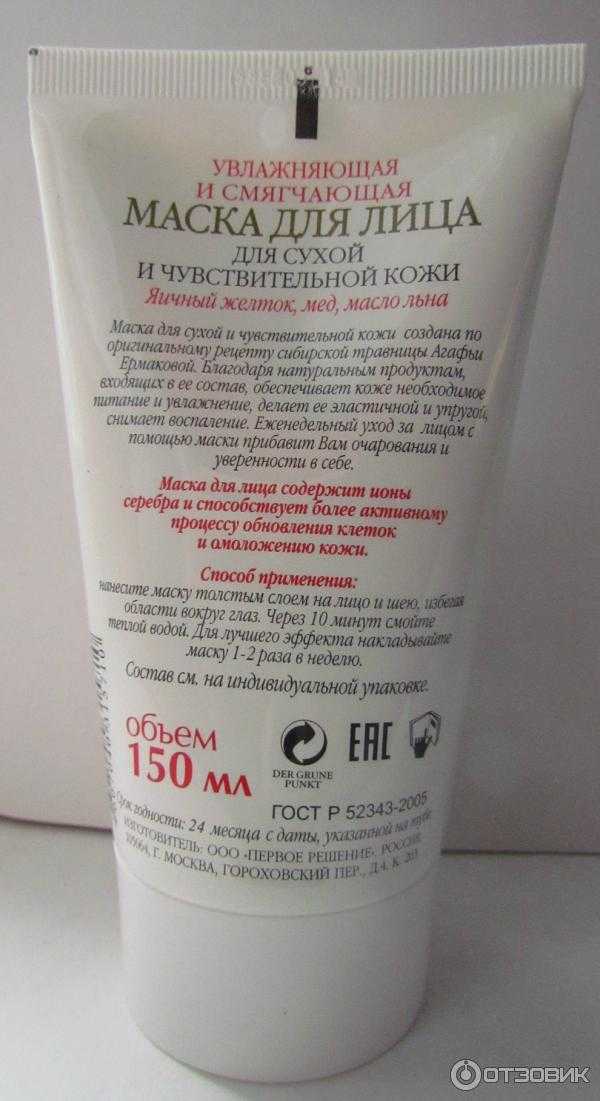 УВЛАЖНЯЮЩАЯ
И СМЯГЧАЮЩАЯ
МАСКА ДЛЯ ЛИЦА
ДЛЯ СУХОЙ
И ЧУВСТВИТЕЛЬНОЙ КОЖИ
Яичный желток, мед, масло льна
Маска для сухой и чувствительной кожи создана по
оригинальному рецепту сибирской травницы Агафьи
Ермаковой. Благодаря натуральным продуктам,
входящих в ее состав, обеспечивает коже необходимое
питание и увлажнение, делает ее эластичной и упругой,
снимает воспаление. Еженедельный уход за лицом с
помощью маски прибавит Вам очарования и
уверенности в себе.
Маска для лица содержит ионы
серебра и способствует более активному
процессу обновления клеток
и омоложению кожи.
Способ применения:
нанесите маску толстым слоем на лицо и шею, избегая
области вокруг глаз. Через 10 минут смойте
теплой водой. Для лучшего эффекта накладывайте
маску 1-2 раза в неделю.
Состав см. на индивидуальной упаковке.
объем
150 мл
DER GRUNE
PUNKT
EAC
ГОСТ Р 52343-2005
Срок годности: 24 месяца с даты, указанной на тубе.
ИЗГОТОВИТЕЛЬ: ООО «ПЕРВОЕ РЕШЕНИЕ», РОССИЯ,
105064, Г. МОСКВА, ГОРОХОВСКИЙ ПЕР., Д.4, К.
ОТЗОВИК